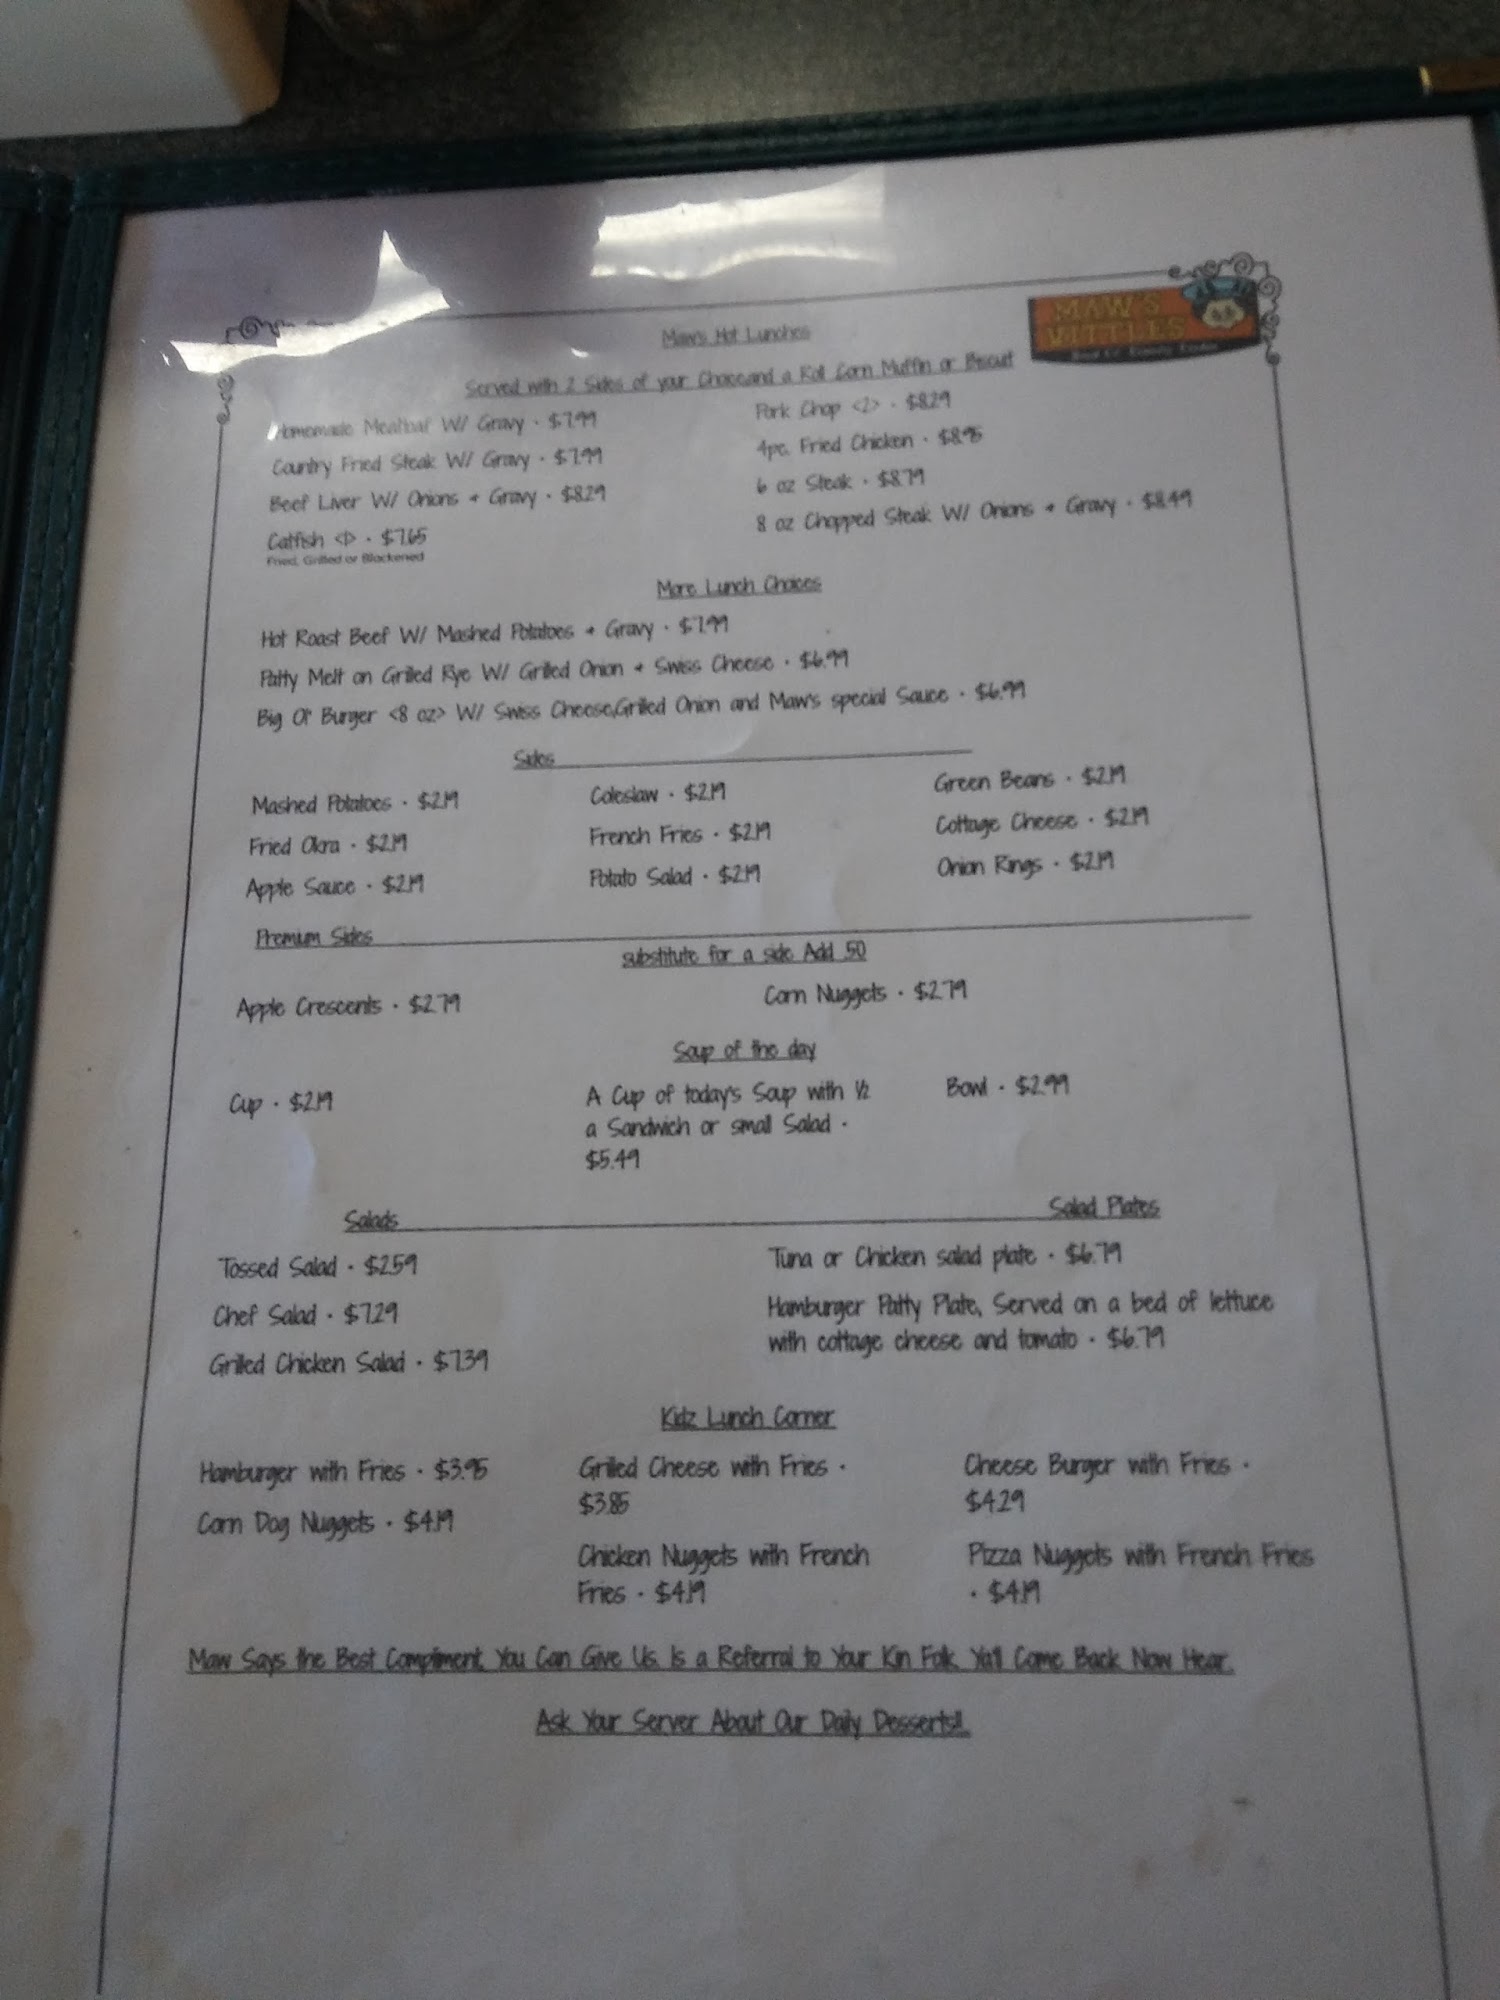 MAW'S
VITTLES
Maw's Hot Lunches
Served with 2 Sides of your Choice,and a Roll Corn Muffin or Biscuit
Homemade Meatloaf W/ Gravy • $7.99
Country Fried Steak W/ Gravy • $7.99
Beef Liver W/ Onions + Gravy • $8.29
Catfish <1> • $7.65
Fried, Grilled or Blackened
Pork Chop <2> • $8.29
4pc. Fried Chicken • $8.95
6 oz Steak • $8.79
8 oz Chopped Steak W/ Onions + Gravy • $8.49
More Lunch Choices
Hot Roast Beef W/ Mashed Potatoes + Gravy • $7.99
Patty Melt on Grilled Rye W/ Grilled Onion + Swiss Cheese • $6.99
Big Ol' Burger <8 oz> W/ Swiss Cheese,Grilled Onion and Maw's special Sauce • $6.99
Sides
Mashed Potatoes • $2.19
Fried Okra • $2.19
Apple Sauce • $2.19
Coleslaw • $2.19
French Fries • $2.19
Potato Salad • $2.19
Green Beans • $2.19
Cottage Cheese • $2.19
Onion Rings • $2.19
Premium Sides
substitute for a side Add .50
Apple Crescents • $2.79
Corn Nuggets • $2.79
Soup of the day
Cup • $2.19
A Cup of today's Soup with ½
a Sandwich or small Salad •
$5.49
Bowl • $2.99
Salads
Tossed Salad • $2.59
Chef Salad • $7.29
Grilled Chicken Salad • $7.39
Salad Plates
Tuna or Chicken salad plate • $6.79
Hamburger Patty Plate, Served on a bed of lettuce
with cottage cheese and tomato • $6.79
Kidz Lunch Corner
Hamburger with Fries • $3.95
Corn Dog Nuggets • $4.19
Grilled Cheese with Fries •
$3.85
Chicken Nuggets with French
Fries • $4.19
Cheese Burger with Fries •
$4.29
Pizza Nuggets with French Fries
• $4.19
Maw Says the Best Compliment, You Can Give Us. Is a Referral to Your Kin Folk. Ya'll Come Back Now Hear.
Ask Your Server About Our Daily Desserts!!.